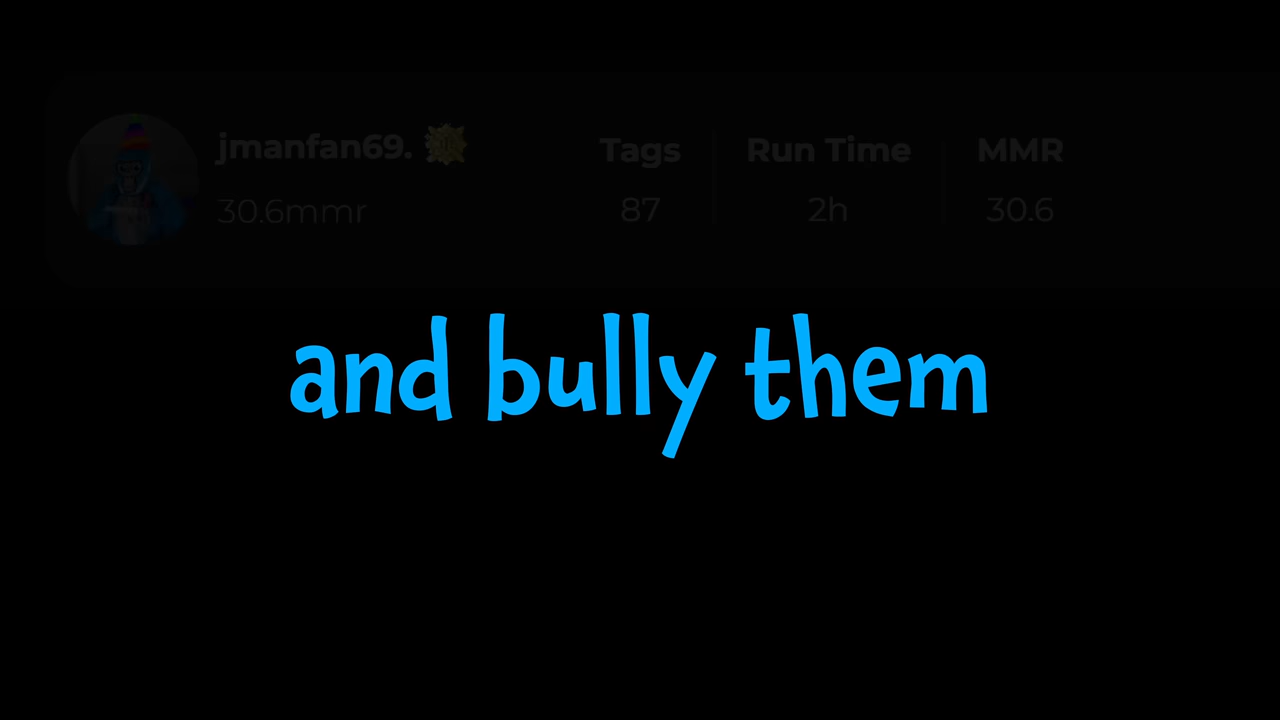 jmanfan69.
30.6mmr
Tags Run Time MMR
87 2h 30.6
and bully them